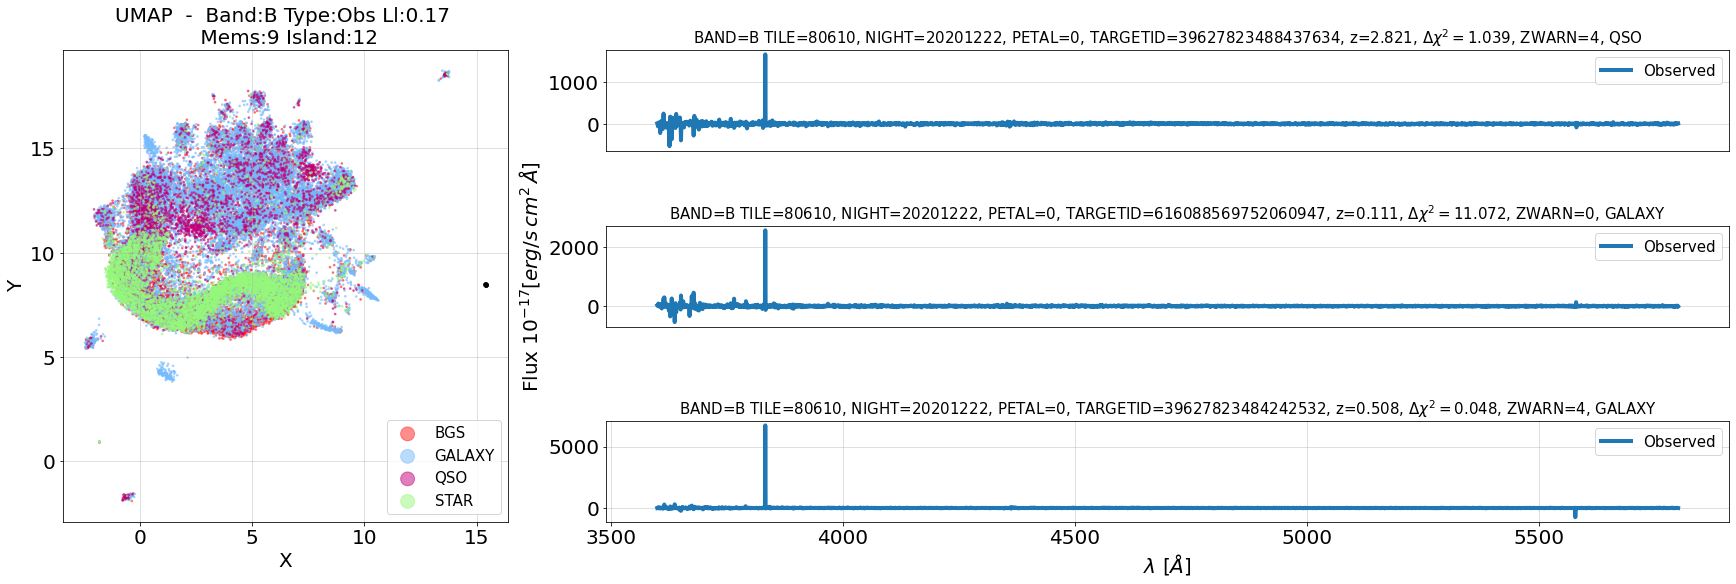 UMAP  -  Band:B Type:Obs Ll:0.17
Mems:9 Island:12
15
10
5
0
Y
0
5
10
15
X
BGS
GALAXY
QSO
STAR
Flux 10^{-17}[erg/s cm^2 Å]
BAND=B TILE=80610, NIGHT=20201222, PETAL=0, TARGETID=39627823488437634, z=2.821, Δχ² = 1.039, ZWARN=4, QSO
1000
0
Observed
BAND=B TILE=80610, NIGHT=20201222, PETAL=0, TARGETID=616088569752060947, z=0.111, Δχ² = 11.072, ZWARN=0, GALAXY
2000
0
Observed
BAND=B TILE=80610, NIGHT=20201222, PETAL=0, TARGETID=39627823484242532, z=0.508, Δχ² = 0.048, ZWARN=4, GALAXY
5000
0
Observed
3500
4000
4500
5000
5500
λ [Å]